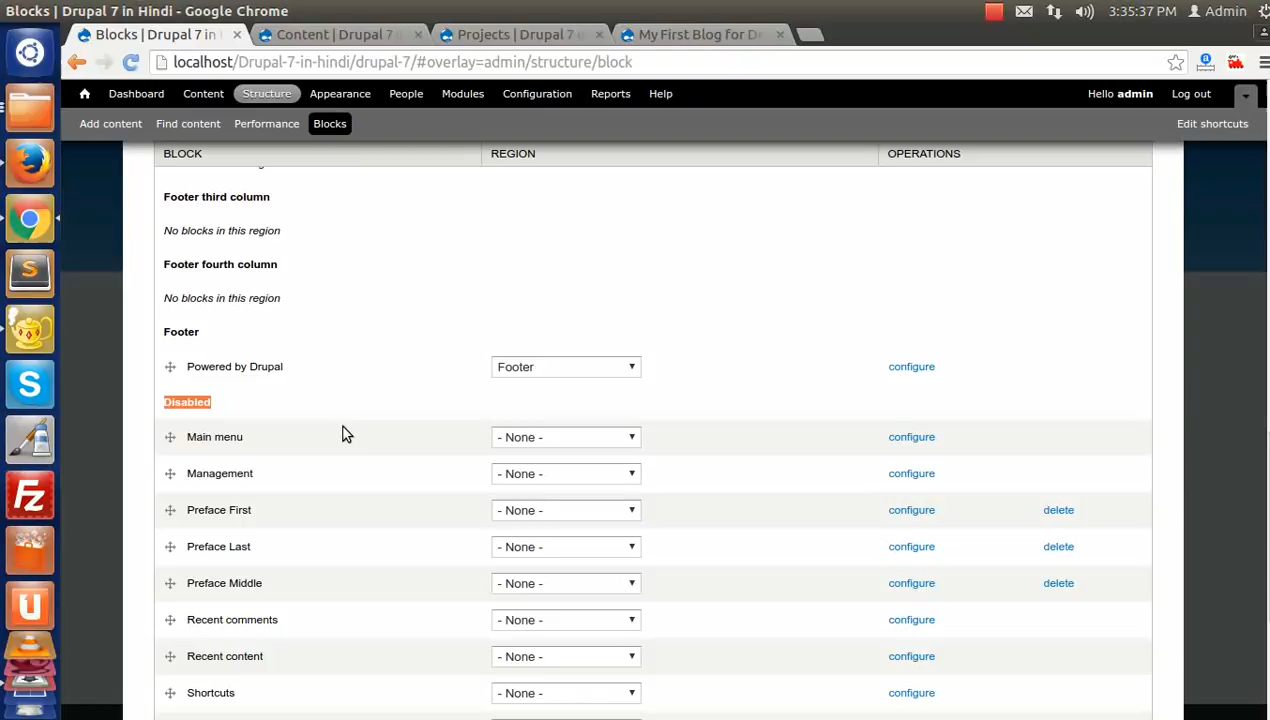 Blocks | Drupal 7 in Hindi - Google Chrome
3:35:37 PM Admin
Blocks | Drupal 7 in
Content | Drupal 7
Projects | Drupal 7
My First Blog for D
localhost/Drupal-7-in-hindi/drupal-7/#overlay=admin/structure/block
Dashboard Content Structure Appearance People Modules Configuration Reports Help Hello admin Log out
Add content Find content Performance Blocks Edit shortcuts
BLOCK REGION OPERATIONS
Footer third column
No blocks in this region
Footer fourth column
No blocks in this region
Footer
Powered by Drupal Footer configure
Disabled
Main menu - None - configure
Management - None - configure
Preface First - None - configure delete
Preface Last - None - configure delete
Preface Middle - None - configure delete
Recent comments - None - configure
Recent content - None - configure
Shortcuts - None - configure